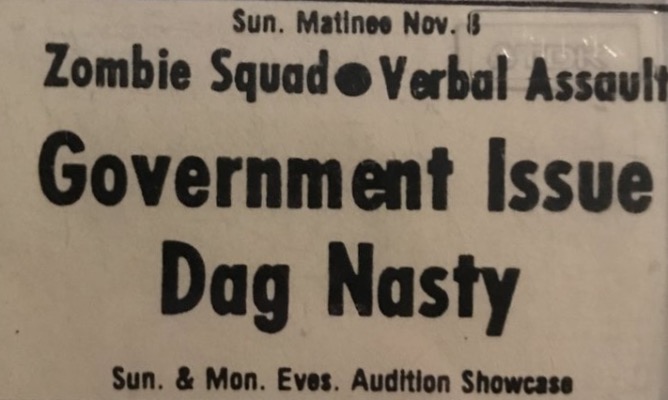 Sun. Matinee Nov. 8
Zombie Squad●Verbal Assault
Government Issue
Dag Nasty
Sun. & Mon. Eves. Audition Showcase